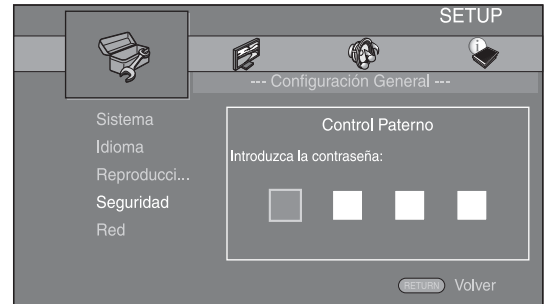 SETUP
--- Configuración General ---
Sistema
Idioma
Reproducci...
Seguridad
Red
Control Paterno
Introduzca la contraseña:
RETURN Volver